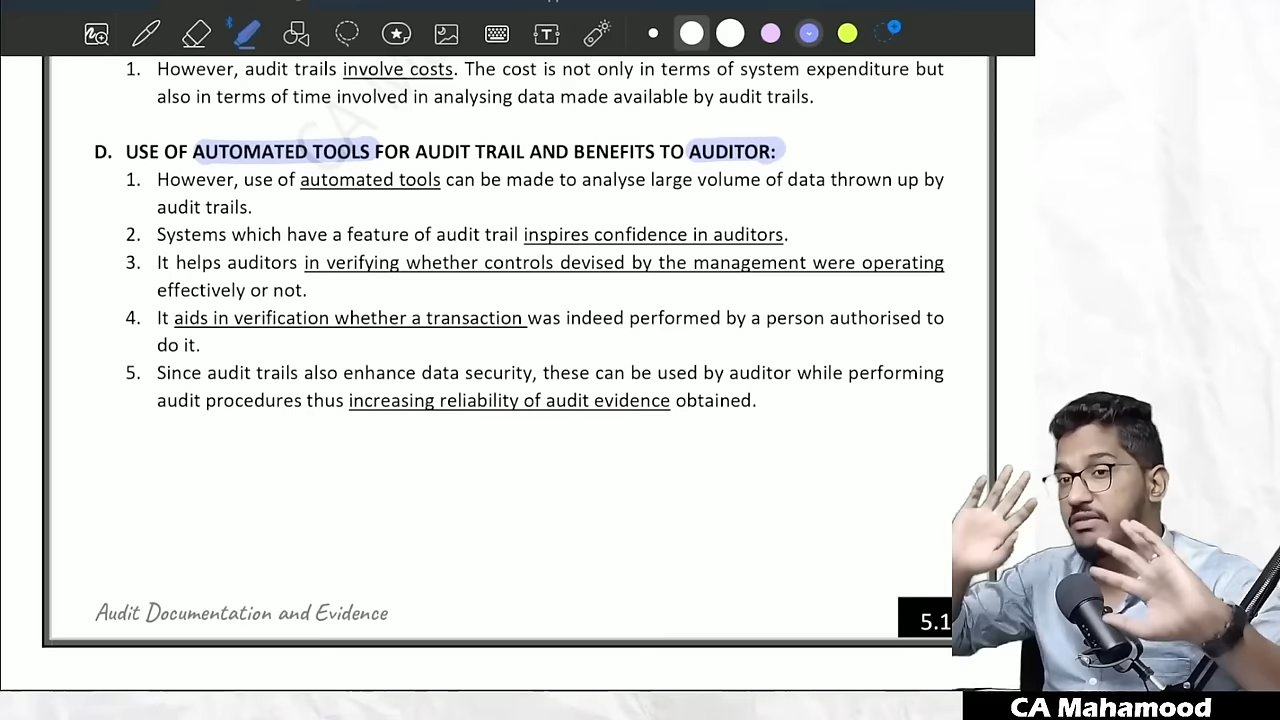 1. However, audit trails involve costs. The cost is not only in terms of system expenditure but
also in terms of time involved in analysing data made available by audit trails.
D. USE OF AUTOMATED TOOLS FOR AUDIT TRAIL AND BENEFITS TO AUDITOR:
1. However, use of automated tools can be made to analyse large volume of data thrown up by
audit trails.
2. Systems which have a feature of audit trail inspires confidence in auditors.
3. It helps auditors in verifying whether controls devised by the management were operating
effectively or not.
4. It aids in verification whether a transaction was indeed performed by a person authorised to
do it.
5. Since audit trails also enhance data security, these can be used by auditor while performing
audit procedures thus increasing reliability of audit evidence obtained.
Audit Documentation and Evidence
5.1
CA Mahamood